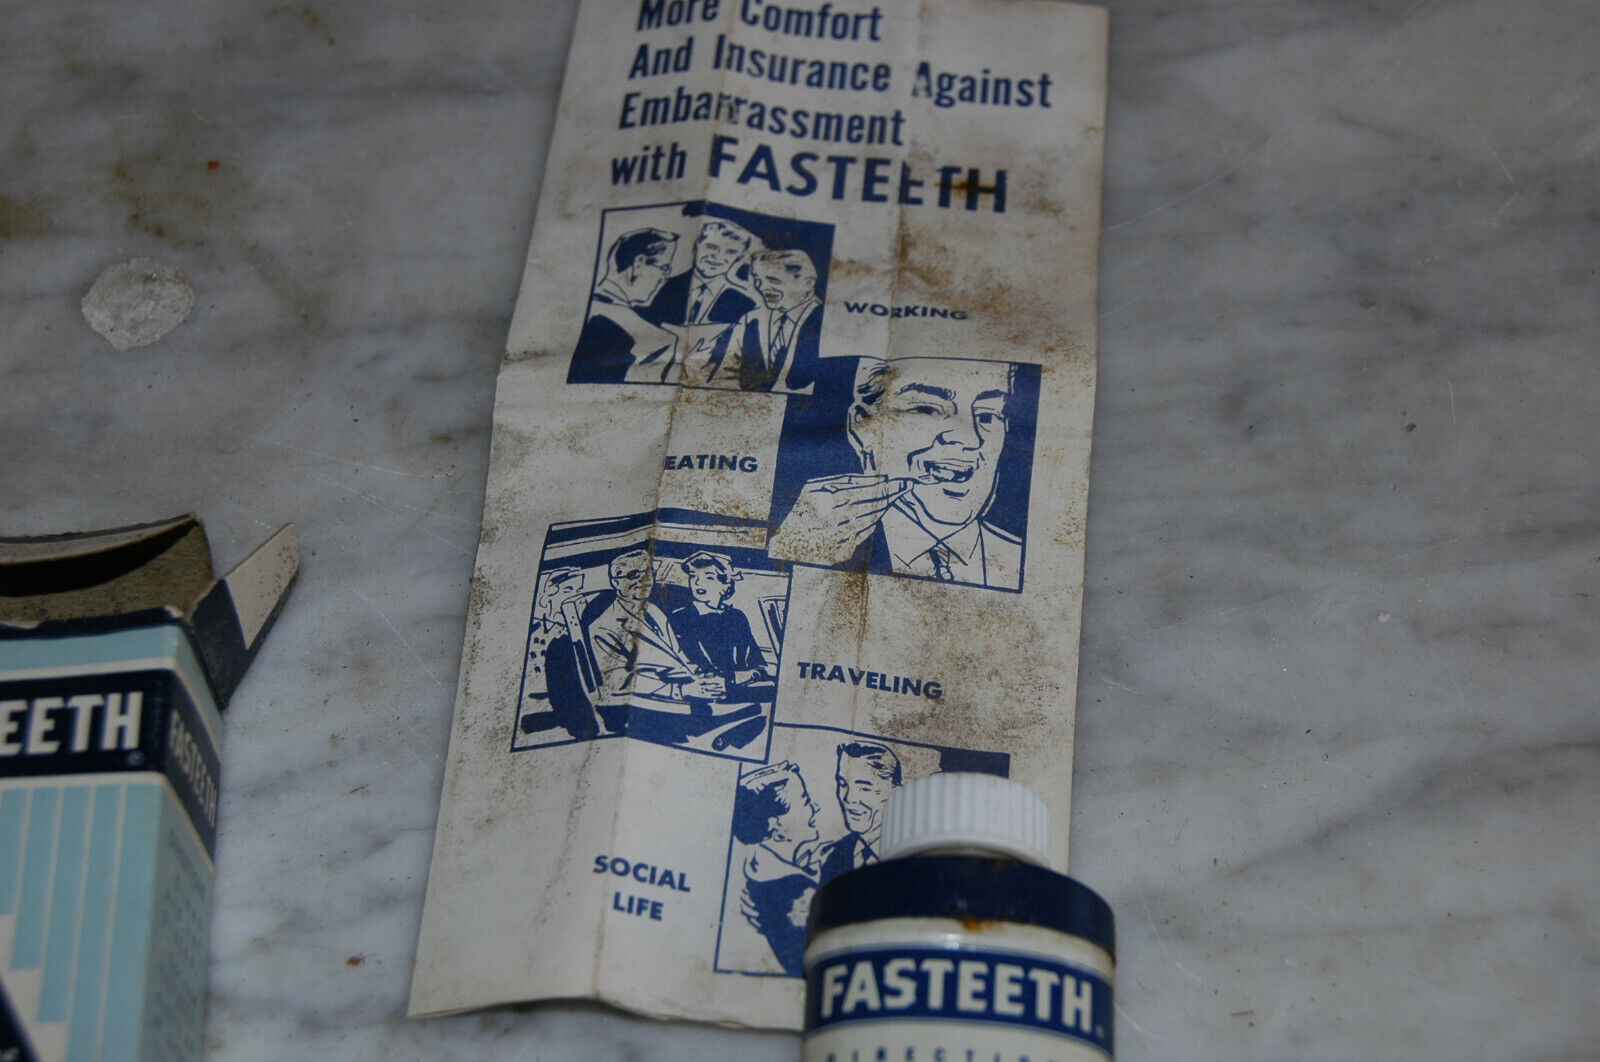 More Comfort
And Insurance Against
Embarrassment
with FASTEETH
WORKING
EATING
TRAVELING
SOCIAL
LIFE
EETH
FASTEETH
FASTEETH